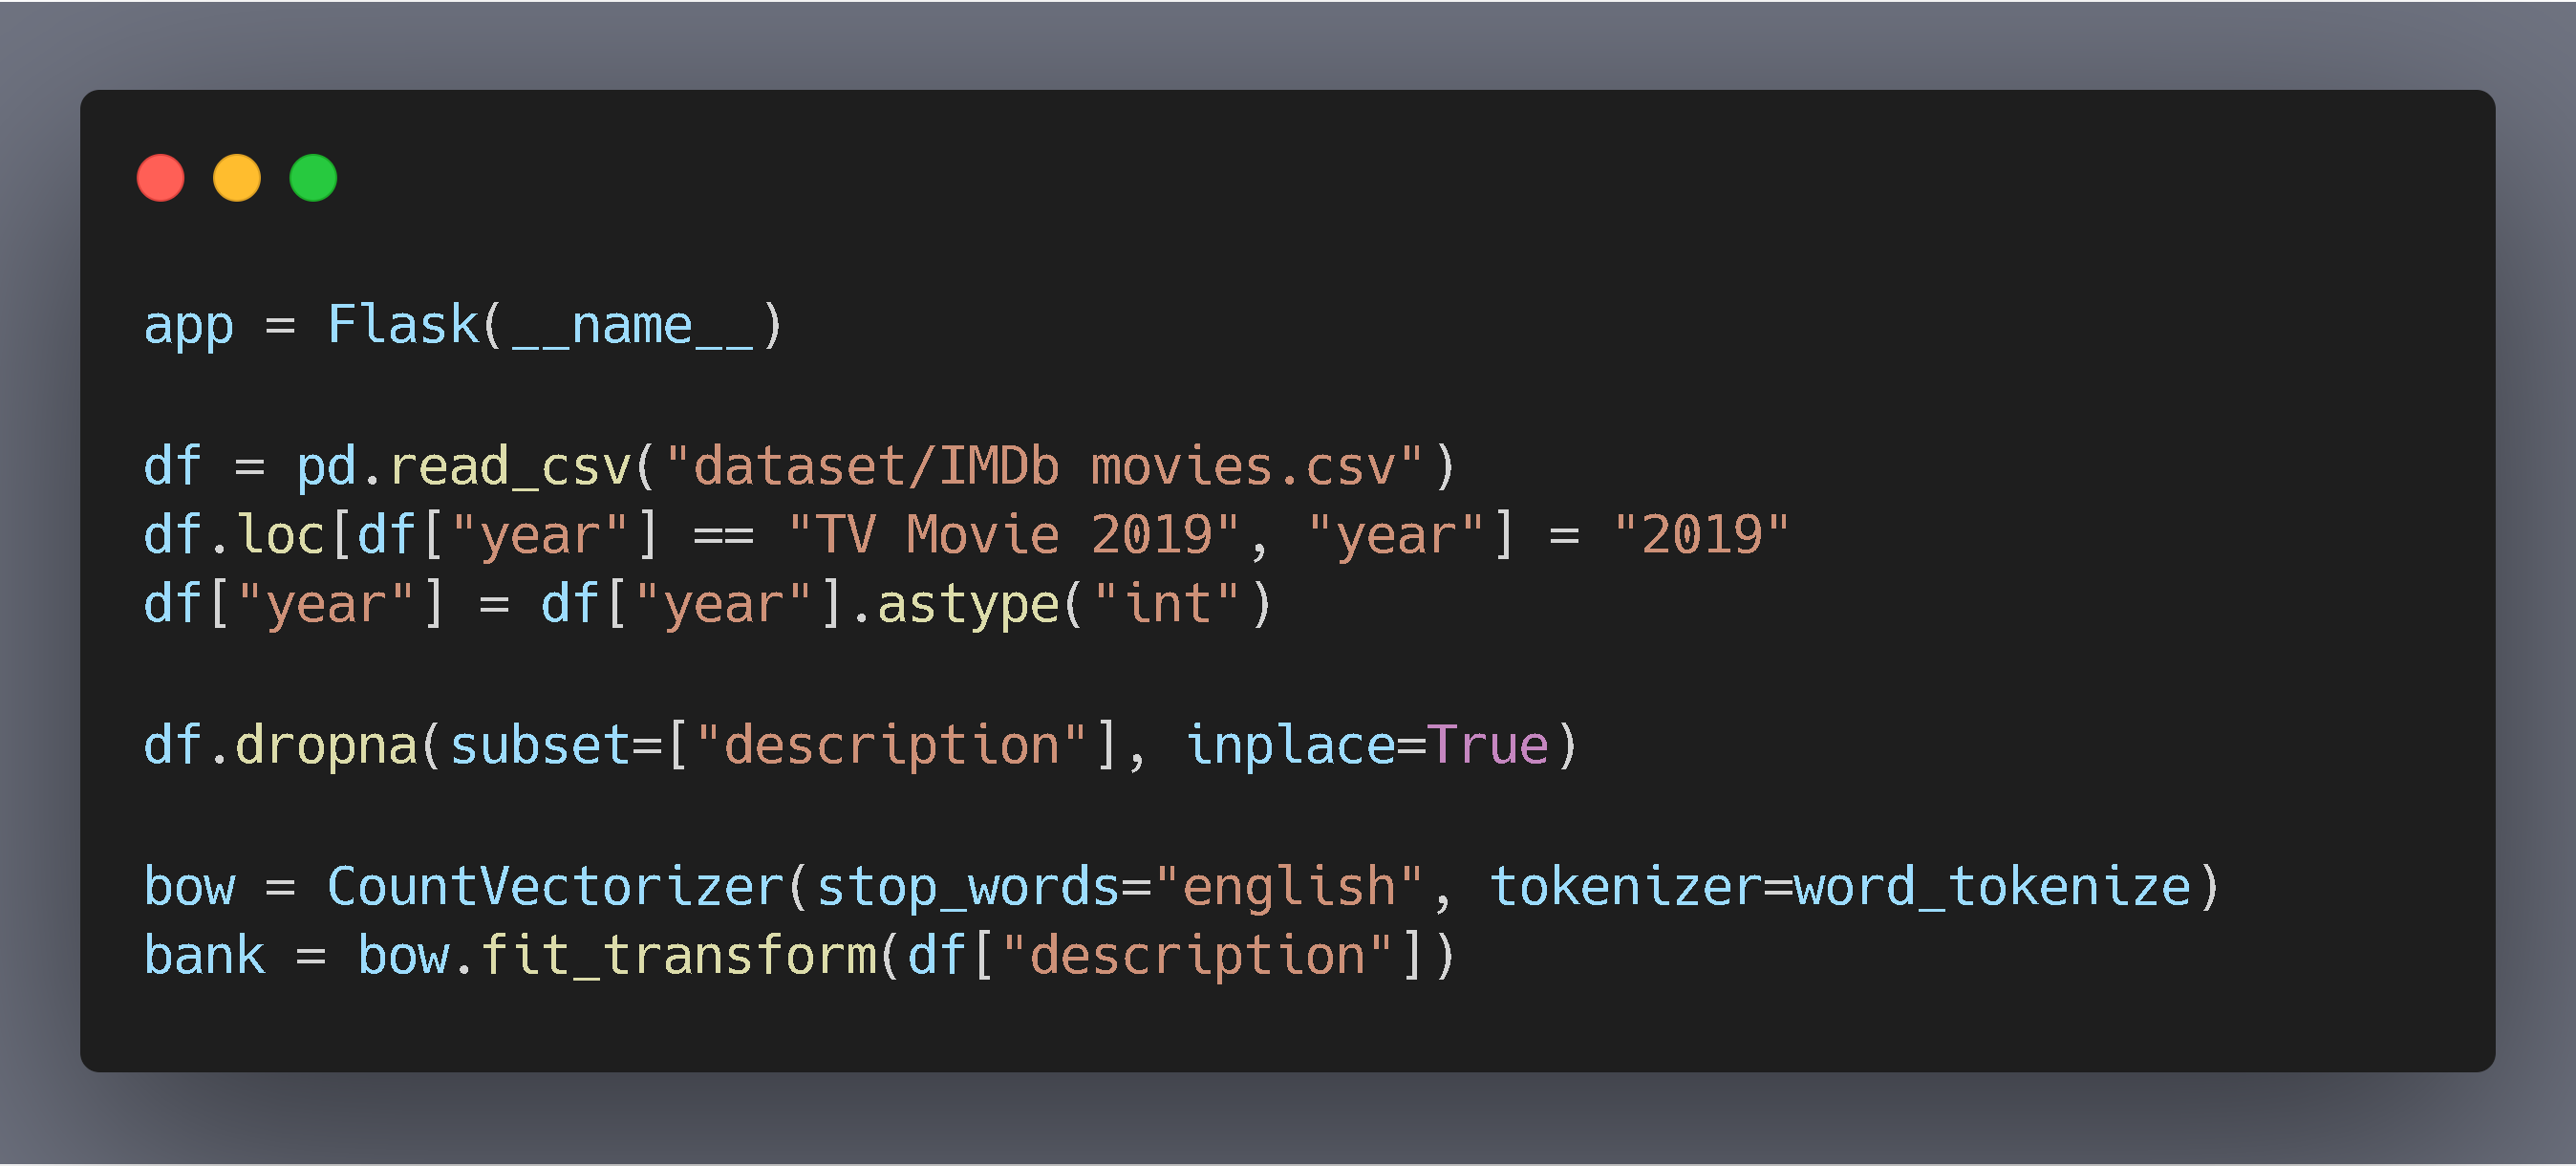 app = Flask(__name__)
df = pd.read_csv("dataset/IMDb movies.csv")
df.loc[df["year"] == "TV Movie 2019", "year"] = "2019"
df["year"] = df["year"].astype("int")
df.dropna(subset=["description"], inplace=True)
bow = CountVectorizer(stop_words="english", tokenizer=word_tokenize)
bank = bow.fit_transform(df["description"])